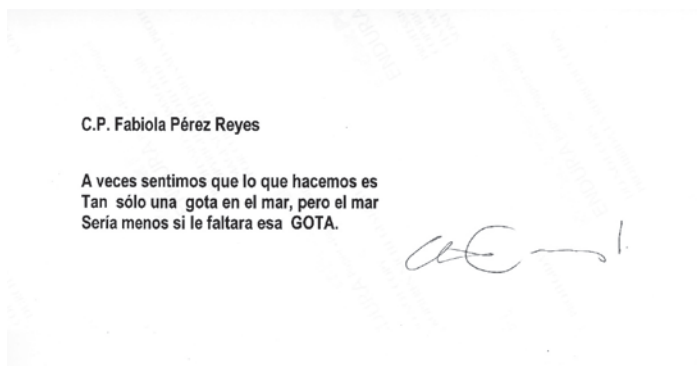 C.P. Fabiola Pérez Reyes
A veces sentimos que lo que hacemos es
Tan sólo una gota en el mar, pero el mar
Sería menos si le faltara esa GOTA.